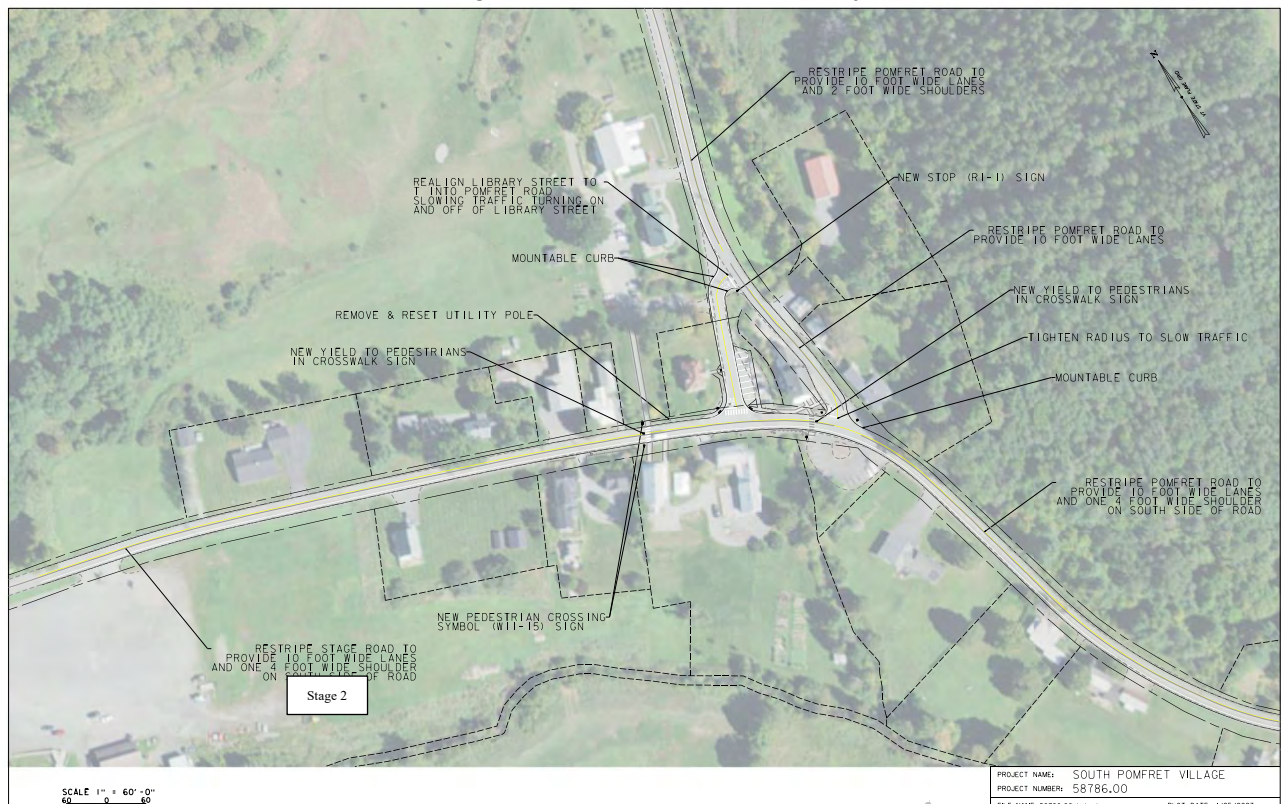 RESTRIPE POMFRET ROAD TO
PROVIDE 10 FOOT WIDE LANES
AND 2 FOOT WIDE SHOULDERS
REALIGN LIBRARY STREET TO
T INTO POMFRET ROAD
SLOWING TRAFFIC TURNING ON
AND OFF OF LIBRARY STREET
NEW STOP (R1-1) SIGN
RESTRIPE POMFRET ROAD TO
PROVIDE 10 FOOT WIDE LANES
MOUNTABLE CURB
NEW YIELD TO PEDESTRIANS
IN CROSSWALK SIGN
REMOVE & RESET UTILITY POLE
TIGHTEN RADIUS TO SLOW TRAFFIC
NEW YIELD TO PEDESTRIANS
IN CROSSWALK SIGN
MOUNTABLE CURB
RESTRIPE POMFRET ROAD TO
PROVIDE 10 FOOT WIDE LANES
AND ONE 4 FOOT WIDE SHOULDER
ON SOUTH SIDE OF ROAD
NEW PEDESTRIAN CROSSING
SYMBOL (W11-15) SIGN
RESTRIPE STAGE ROAD TO
PROVIDE 10 FOOT WIDE LANES
AND ONE 4 FOOT WIDE SHOULDER
ON SOUTH SIDE OF ROAD
Stage 2
SCALE 1" = 60'-0"
60 0 60
PROJECT NAME: SOUTH POMFRET VILLAGE
PROJECT NUMBER: 58786.00